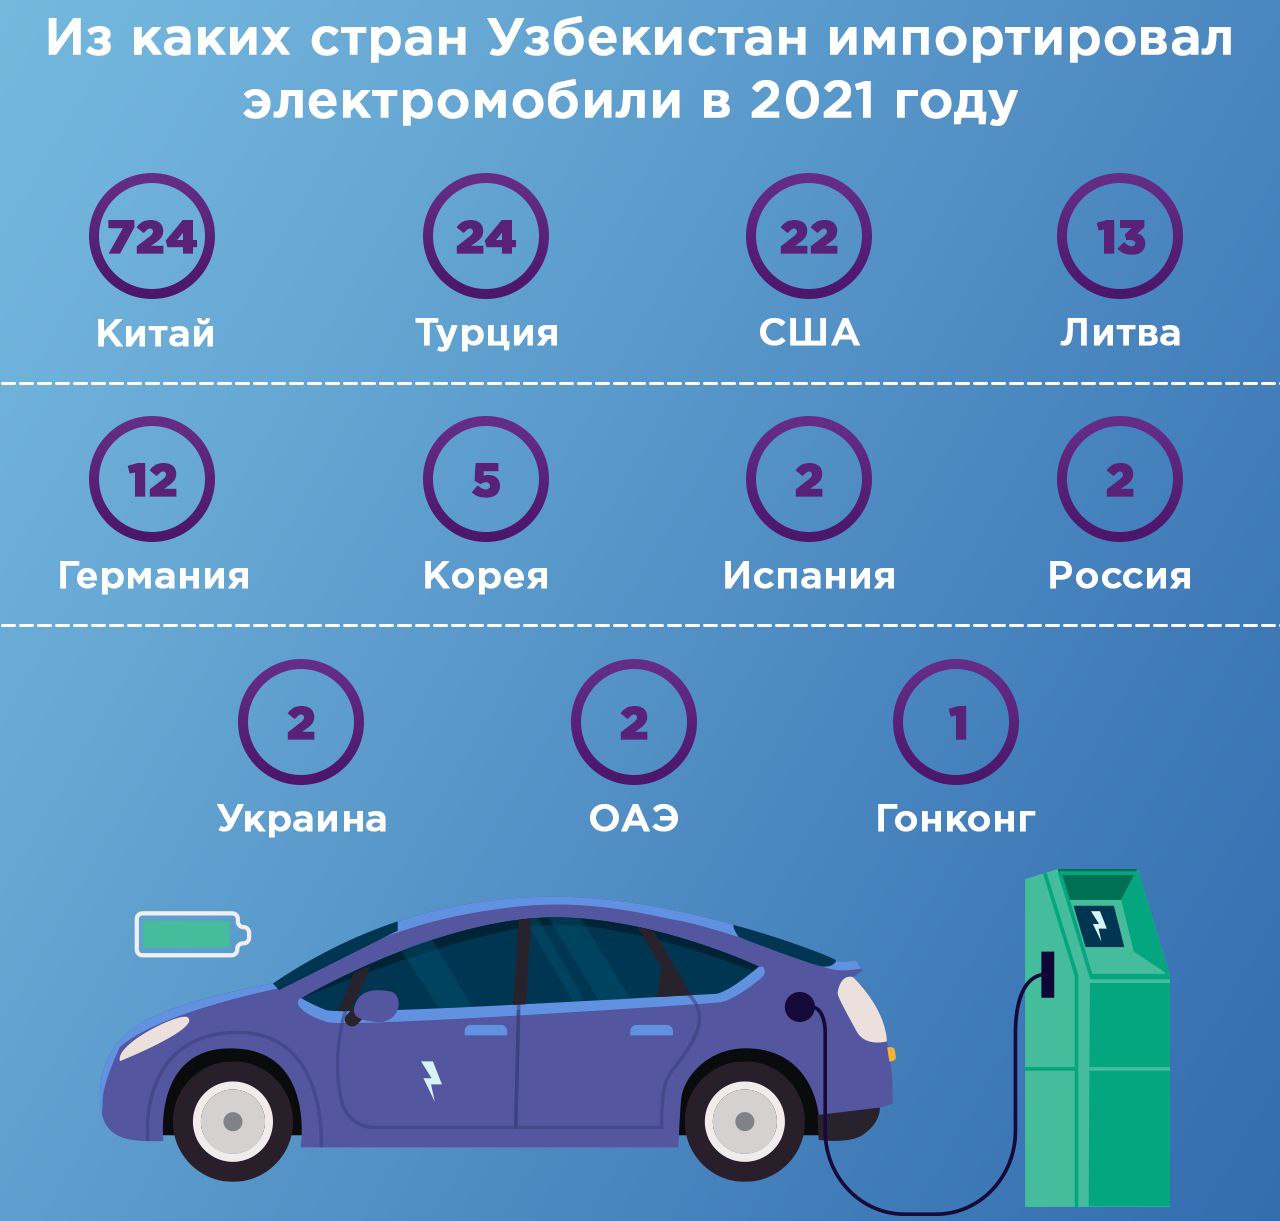 Из каких стран Узбекистан импортировал
электромобили в 2021 году
724 24 22 13
Китай Турция США Литва
12 5 2 2
Германия Корея Испания Россия
2 2 1
Украина ОАЭ Гонконг